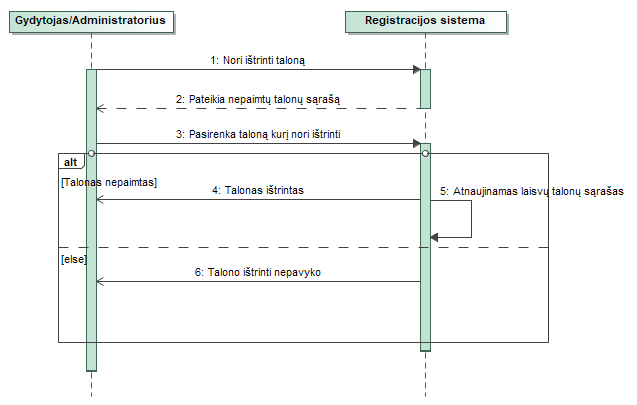 Gydytojas/Administratorius
Registracijos sistema
1: Nori ištrinti taloną
2: Pateikia nepaimtų talonų sąrašą
3: Pasirenka taloną kurį nori ištrinti
alt
[Talonas nepaimtas]
4: Talonas ištrintas
5: Atnaujinamas laisvų talonų sąrašas
[else]
6: Talono ištrinti nepavyko